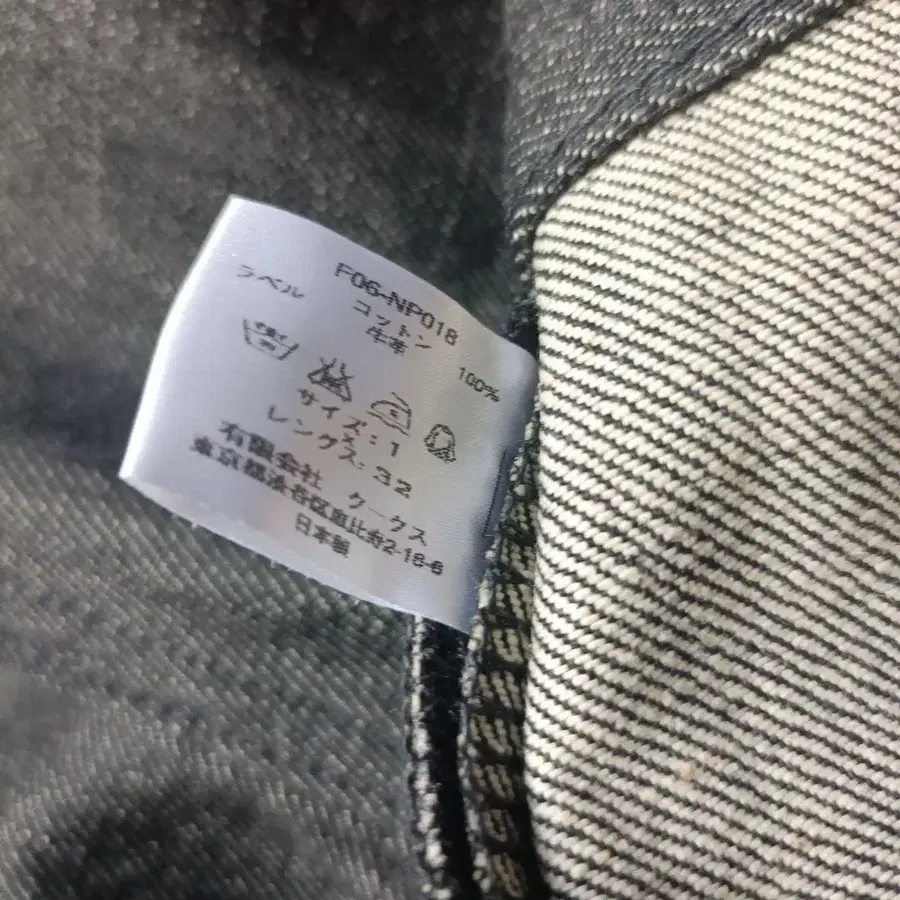 F06-NP018
コットン 100%
ラベル 牛革
サイズ: 1
レングス: 32
有限会社 クークス
東京都渋谷区恵比寿2-18-6
日本製